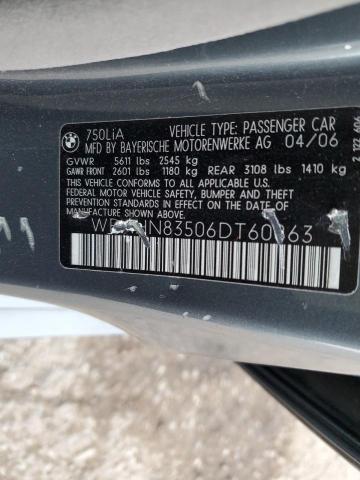 BMW
750LiA VEHICLE TYPE: PASSENGER CAR
MFD BY BAYERISCHE MOTORENWERKE AG 04/06
GVWR 5611 lbs 2545 kg
GAWR FRONT 2601 lbs 1180 kg REAR 3108 lbs 1410 kg
THIS VEHICLE CONFORMS TO ALL APPLICABLE U.S.
FEDERAL MOTOR VEHICLE
SAFETY, BUMPER AND THEFT PREVENTION
STANDARDS IN EFFECT ON THE DATE OF
MANUFACTURE SHOWN ABOVE.